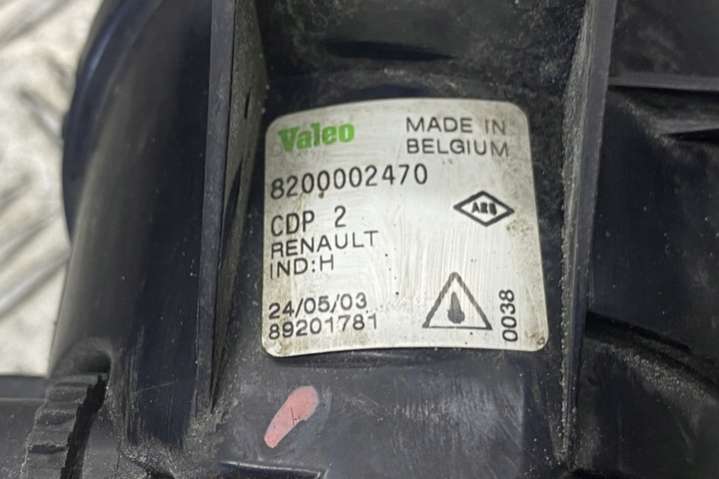 Valeo
MADE IN
BELGIUM
8200002470
CDP 2
RENAULT
IND:H
24/05/03
89201781
0038